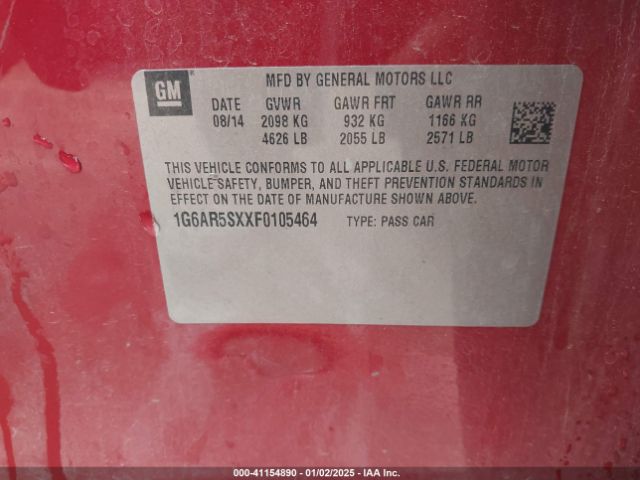 GM
MFD BY GENERAL MOTORS LLC
DATE GVWR GAWR FRT GAWR RR
08/14 2098 KG 932 KG 1166 KG
4626 LB 2055 LB 2571 LB
THIS VEHICLE CONFORMS TO ALL APPLICABLE U.S. FEDERAL MOTOR
VEHICLE SAFETY, BUMPER, AND THEFT PREVENTION STANDARDS IN
EFFECT ON THE DATE OF MANUFACTURE SHOWN ABOVE.
1G6AR5SXXF0105464 TYPE: PASS CAR
000-41154890 - 01/02/2025 - IAA Inc.